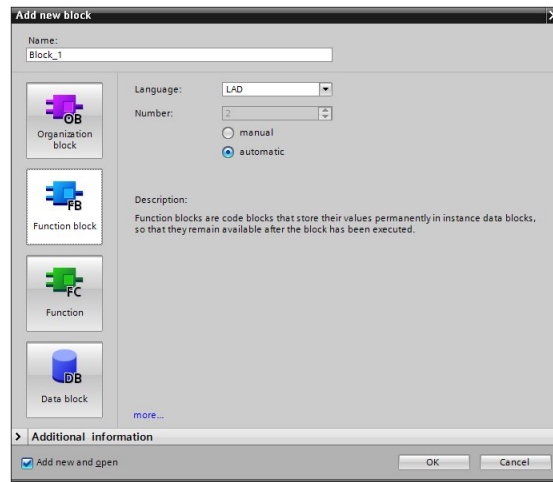 Add new block
Name:
Block_1
OB
Organization
block
FB
Function block
FC
Function
DB
Data block
Language:
LAD
Number:
2
manual
automatic
Description:
Function blocks are code blocks that store their values permanently in instance data blocks,
so that they remain available after the block has been executed.
more...
Additional information
Add new and open
OK
Cancel